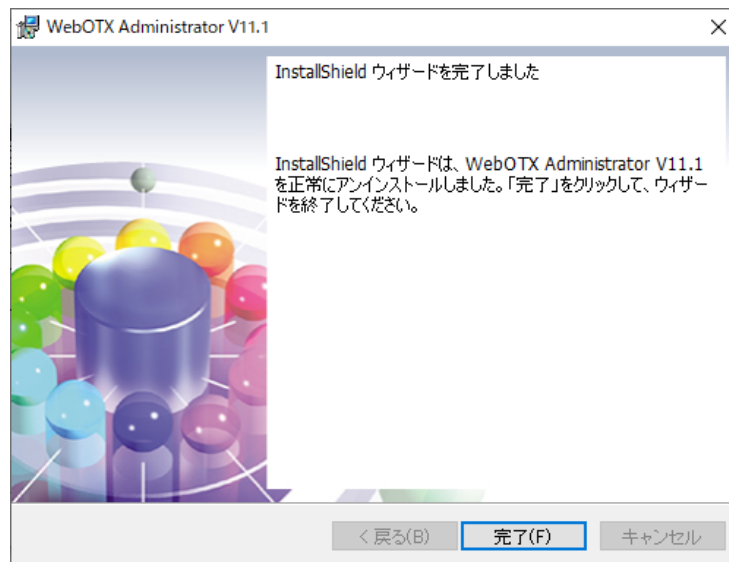 WebOTX Administrator V11.1
InstallShield ウィザードを完了しました
InstallShield ウィザードは、WebOTX Administrator V11.1
を正常にアンインストールしました。「完了」をクリックして、ウィザー
ドを終了してください。
< 戻る(B)
完了(F)
キャンセル